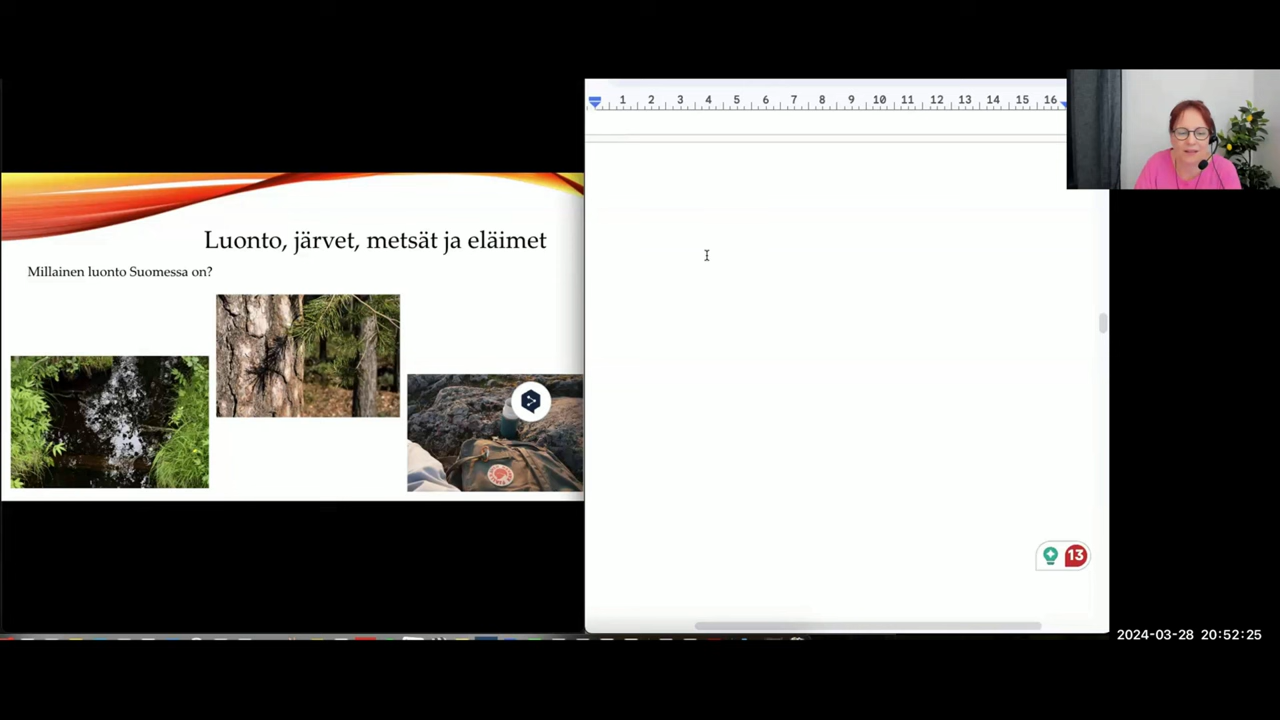 Luonto, järvet, metsät ja eläimet
Millainen luonto Suomessa on?
1 2 3 4 5 6 7 8 9 10 11 12 13 14 15 16
13
2024-03-28 20:52:25